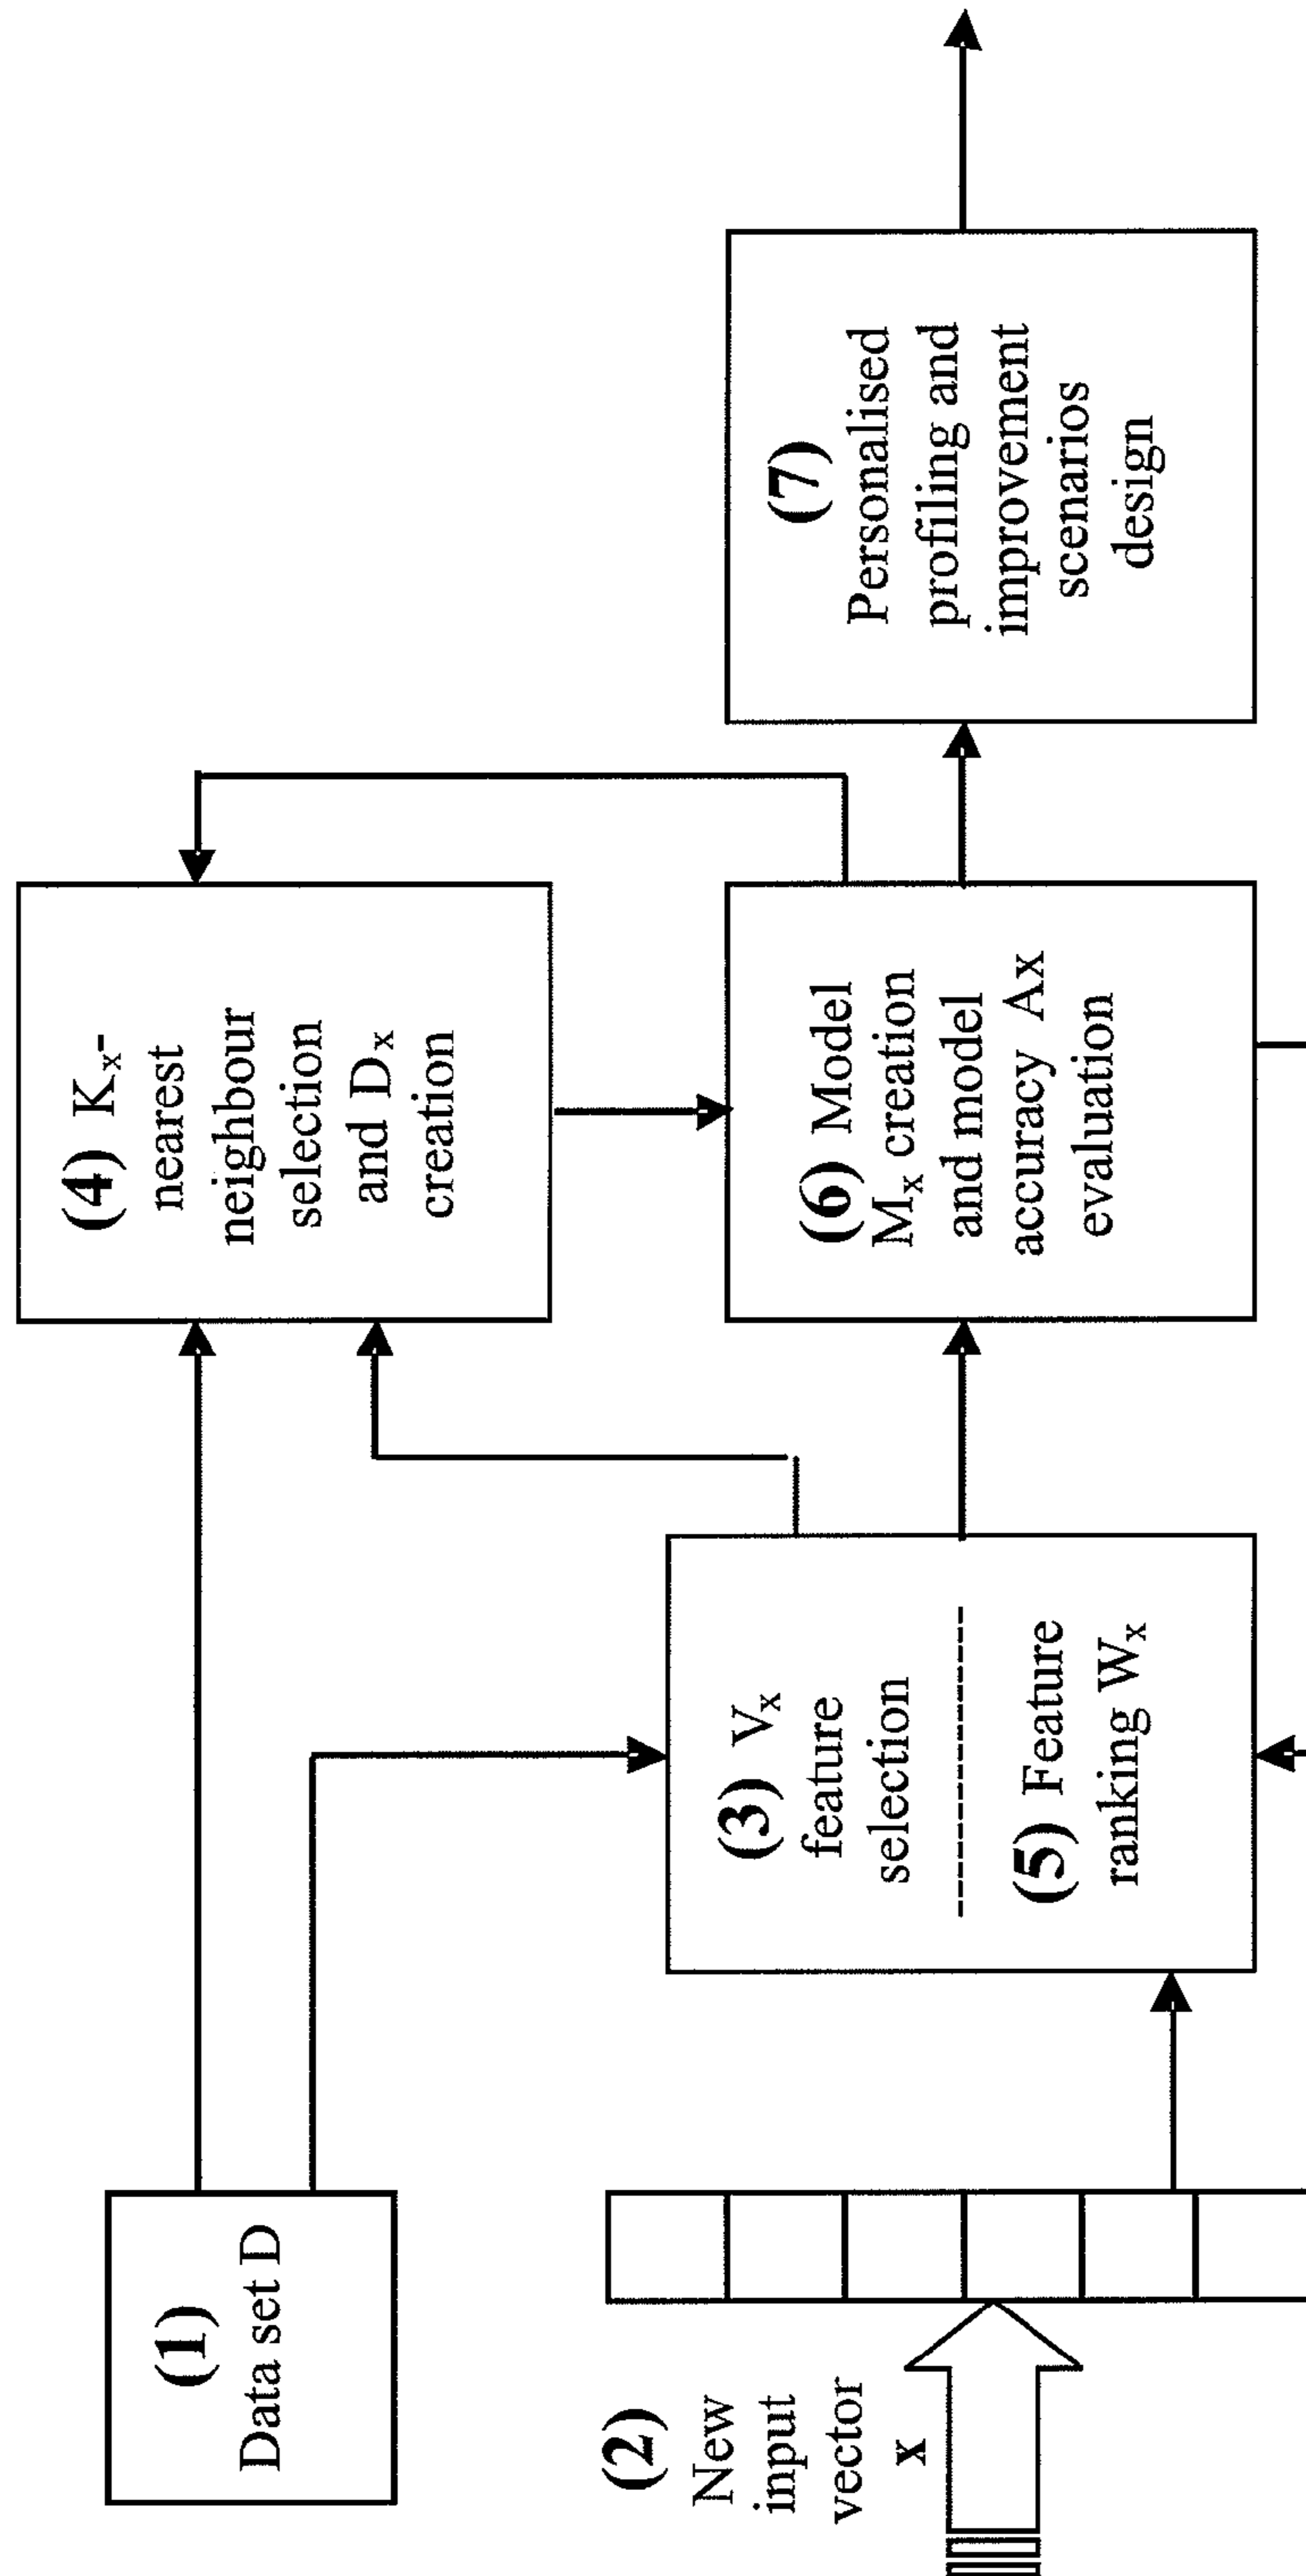 (1)
Data set D
(2)
New
input
vector
x
(3) Vₓ
feature
selection
(5) Feature
ranking Wₓ
(4) Kₓ-
nearest
neighbour
selection
and Dₓ
creation
(6) Model
Mₓ creation
and model
accuracy Ax
evaluation
(7)
Personalised
profiling and
improvement
scenarios
design